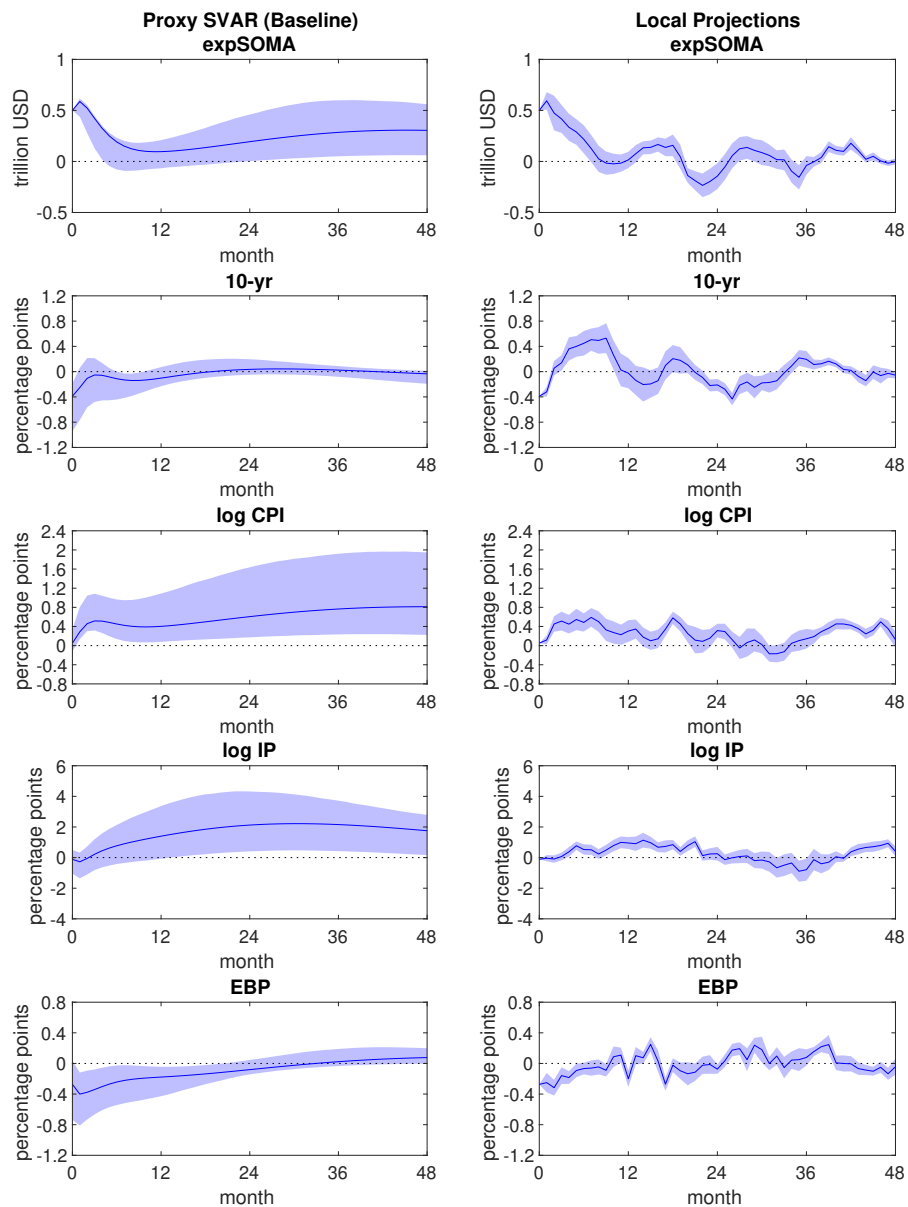 Proxy SVAR (Baseline)
expSOMA
1
0.5
0
-0.5
trillion USD
0 12 24 36 48
month
Local Projections
expSOMA
1
0.5
0
-0.5
trillion USD
0 12 24 36 48
month
10-yr
1.2
0.8
0.4
0
-0.4
-0.8
-1.2
percentage points
0 12 24 36 48
month
10-yr
1.2
0.8
0.4
0
-0.4
-0.8
-1.2
percentage points
0 12 24 36 48
month
log CPI
2.4
2
1.6
1.2
0.8
0.4
0
-0.4
-0.8
percentage points
0 12 24 36 48
month
log CPI
2.4
2
1.6
1.2
0.8
0.4
0
-0.4
-0.8
percentage points
0 12 24 36 48
month
log IP
6
4
2
0
-2
-4
percentage points
0 12 24 36 48
month
log IP
6
4
2
0
-2
-4
percentage points
0 12 24 36 48
month
EBP
0.8
0.4
0
-0.4
-0.8
-1.2
percentage points
0 12 24 36 48
month
EBP
0.8
0.4
0
-0.4
-0.8
-1.2
percentage points
0 12 24 36 48
month